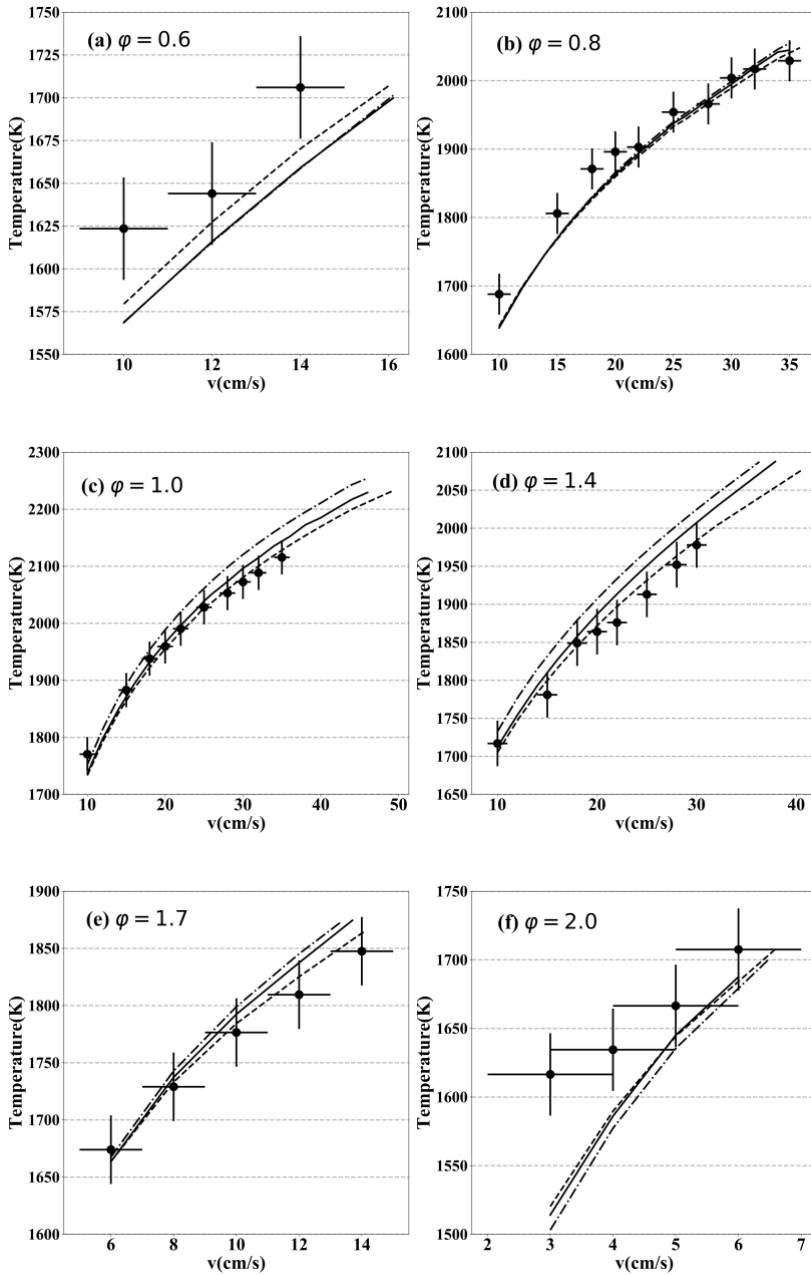 (a) φ = 0.6
Temperature(K)
1750
1725
1700
1675
1650
1625
1600
1575
1550
10 12 14 16
v(cm/s)
(b) φ = 0.8
Temperature(K)
2100
2000
1900
1800
1700
1600
10 15 20 25 30 35
v(cm/s)
(c) φ = 1.0
Temperature(K)
2300
2200
2100
2000
1900
1800
1700
10 20 30 40 50
v(cm/s)
(d) φ = 1.4
Temperature(K)
2100
2050
2000
1950
1900
1850
1800
1750
1700
1650
10 20 30 40
v(cm/s)
(e) φ = 1.7
Temperature(K)
1900
1850
1800
1750
1700
1650
1600
6 8 10 12 14
v(cm/s)
(f) φ = 2.0
Temperature(K)
1750
1700
1650
1600
1550
1500
2 3 4 5 6 7
v(cm/s)